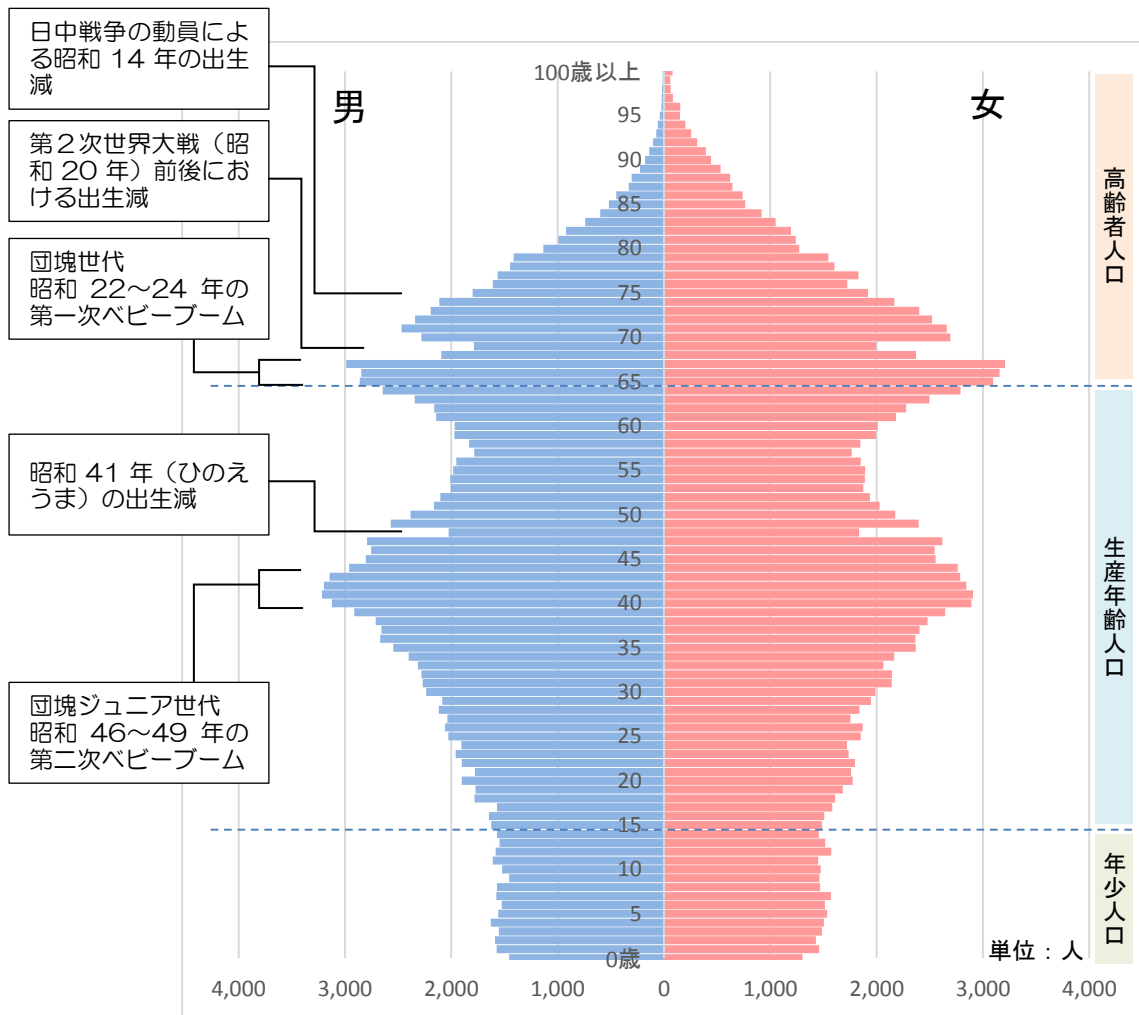 日中戦争の動員によ
る昭和 14 年の出生
減
第2次世界大戦（昭
和 20 年）前後にお
ける出生減
団塊世代
昭和 22～24 年の
第一次ベビーブーム
昭和 41 年（ひのえ
うま）の出生減
団塊ジュニア世代
昭和 46～49 年の
第二次ベビーブーム
男
女
100歳以上
95
90
85
80
75
70
65
60
55
50
45
40
35
30
25
20
15
10
5
0歳
高齢者人口
生産年齢人口
年少人口
単位：人
4,000 3,000 2,000 1,000 0 1,000 2,000 3,000 4,000